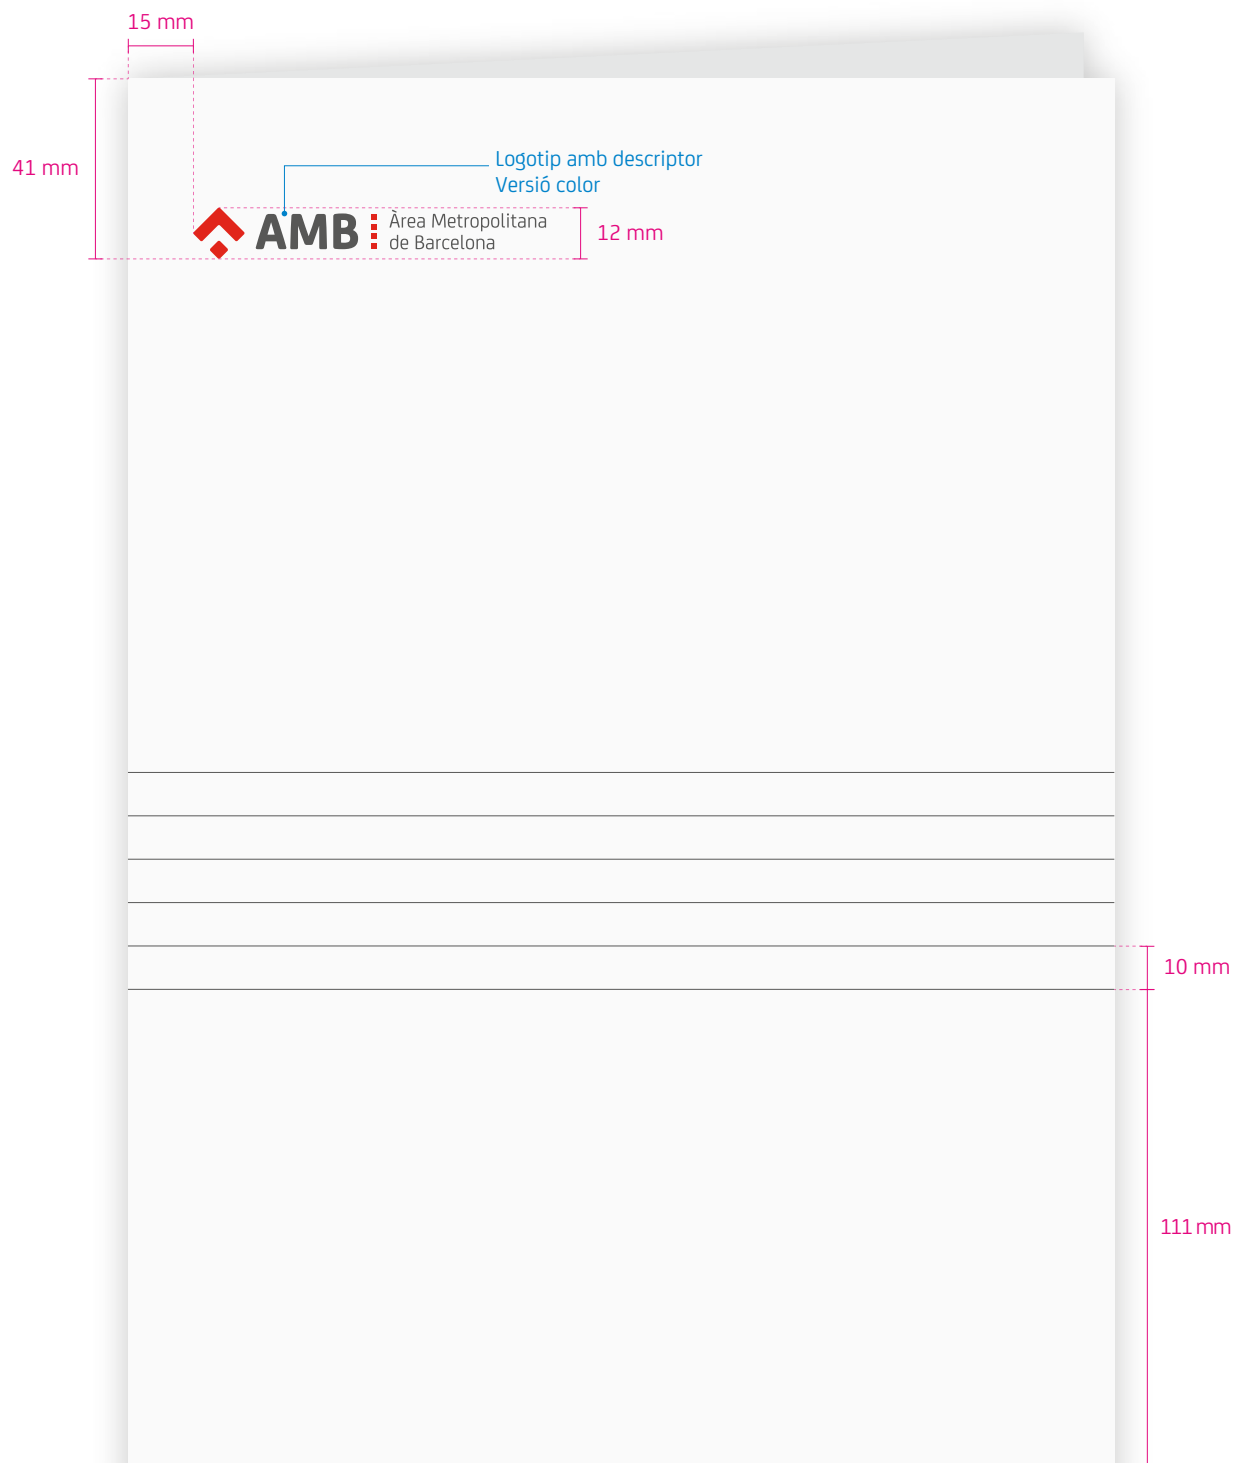 15 mm
41 mm
Logotip amb descriptor
Versió color
AMB
Àrea Metropolitana
de Barcelona
12 mm
10 mm
111 mm